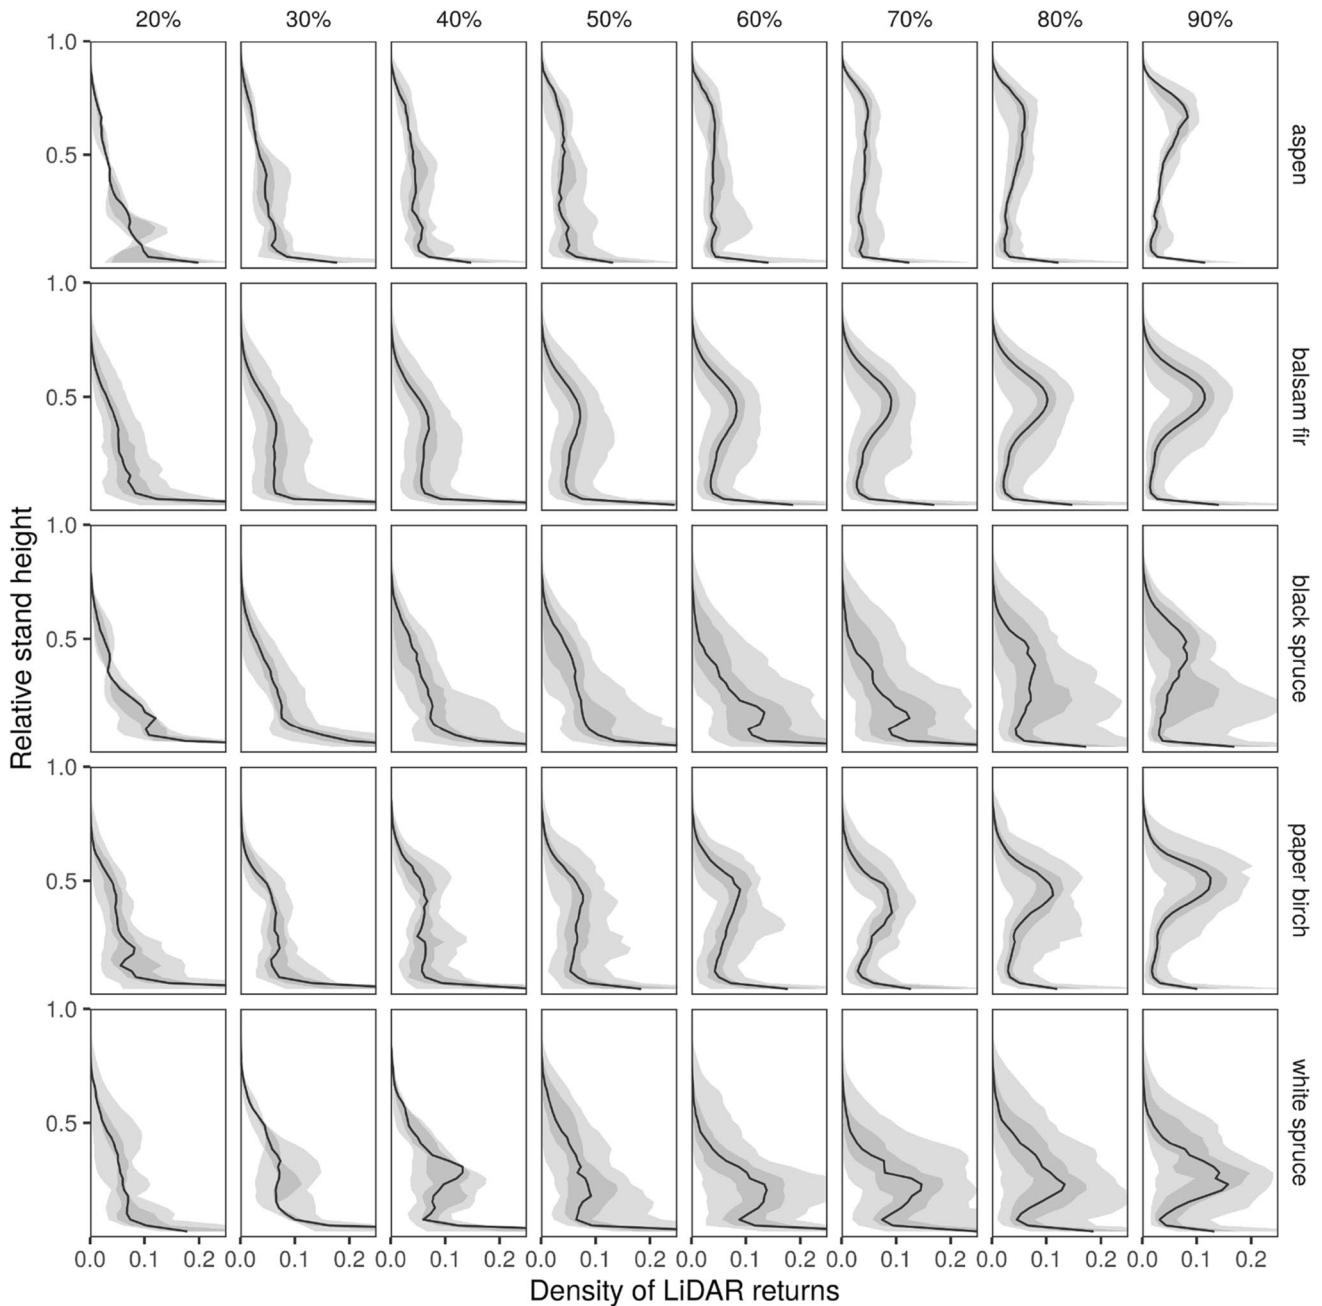 20% 30% 40% 50% 60% 70% 80% 90%
1.0
0.5
aspen
1.0
0.5
balsam fir
1.0
0.5
black spruce
Relative stand height
1.0
0.5
paper birch
1.0
0.5
white spruce
0.0 0.1 0.2 0.0 0.1 0.2 0.0 0.1 0.2 0.0 0.1 0.2 0.0 0.1 0.2 0.0 0.1 0.2 0.0 0.1 0.2 0.0 0.1 0.2
Density of LiDAR returns